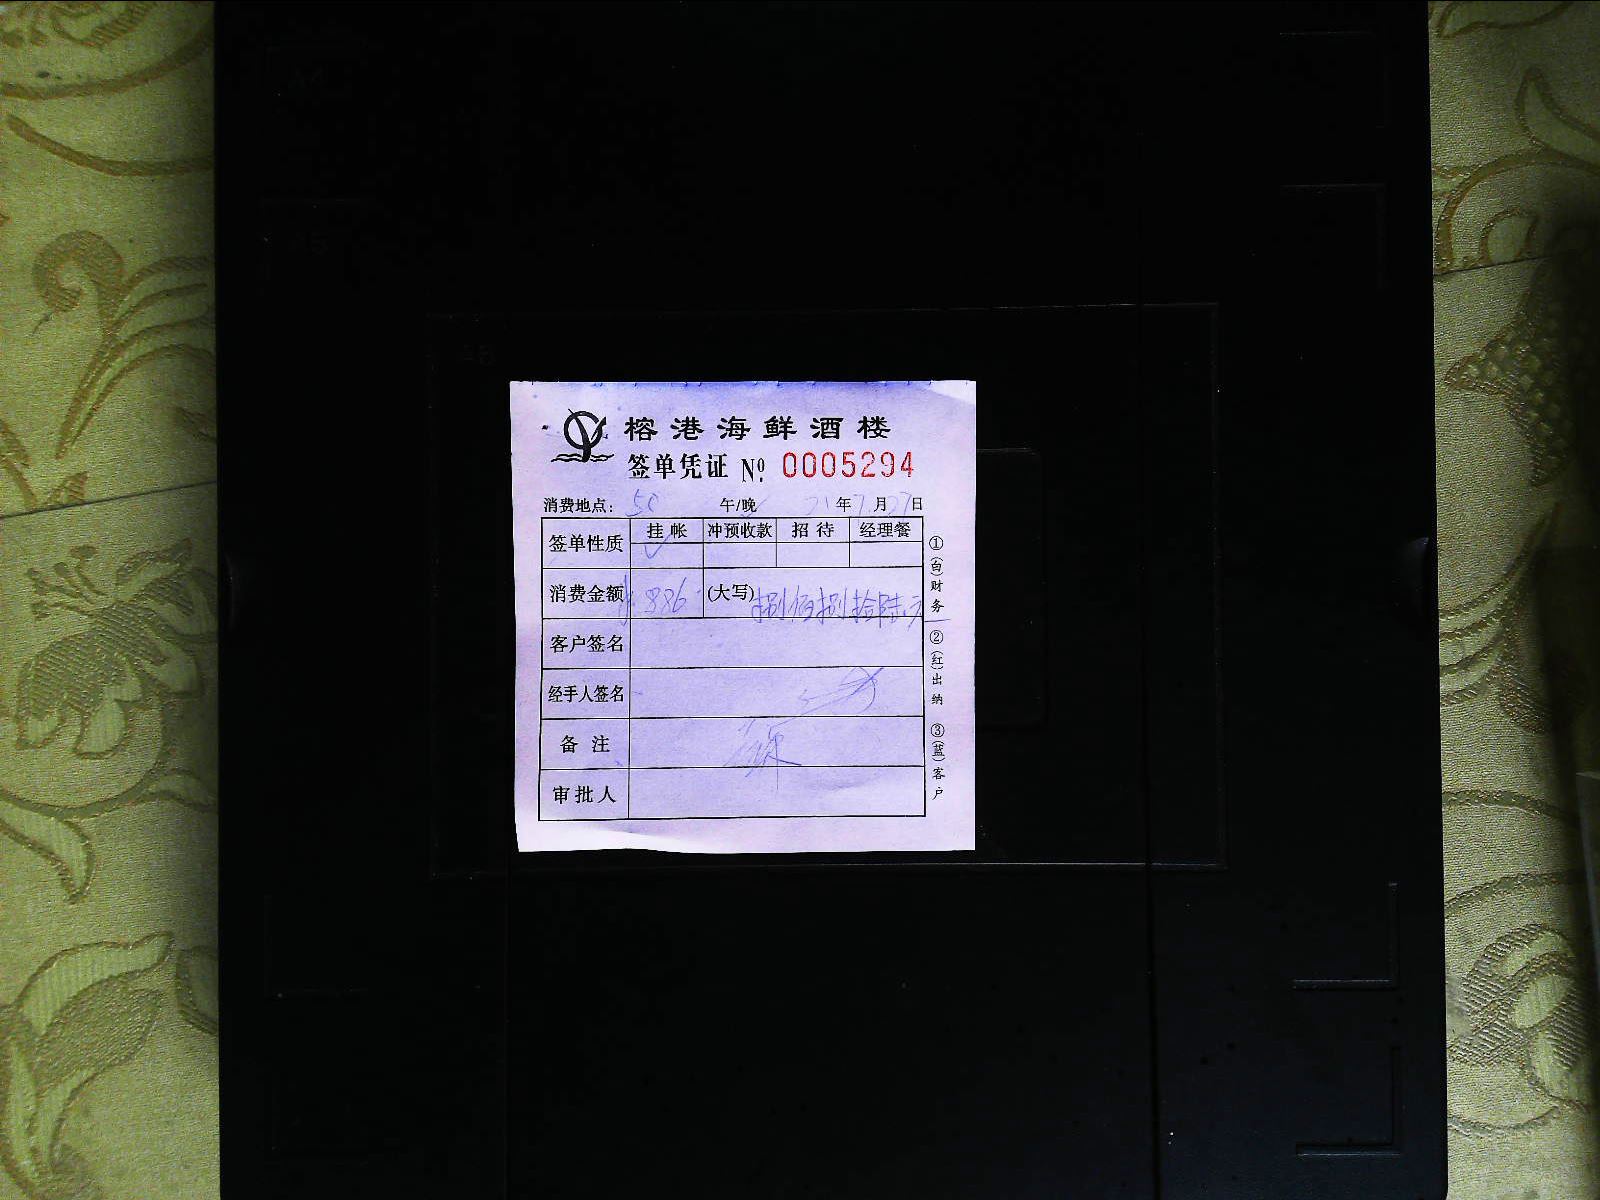 榕港海鲜酒楼
签单凭证 Nº 0005294
消费地点: 午/晚 21年7月27日
签单性质 挂帐 冲预收款 招待 经理餐
✓
消费金额 ¥:886 (大写) 捌佰捌拾陆元
客户签名
经手人签名
备注
审批人
①(白)财务 ②(红)出纳 ③(蓝)客户
A4
A5